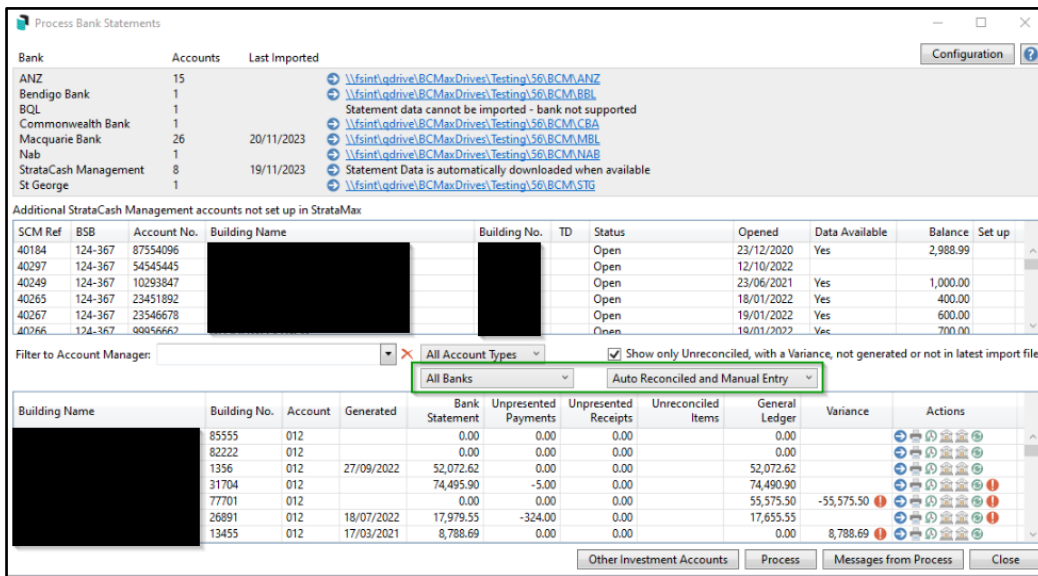 Process Bank Statements
Configuration
Bank Accounts Last Imported
ANZ 15 \\fsint\qdrive\BCMaxDrives\Testing\56\BCM\ANZ
Bendigo Bank 1 \\fsint\qdrive\BCMaxDrives\Testing\56\BCM\BBL
BQL 1 Statement data cannot be imported - bank not supported
Commonwealth Bank 1 \\fsint\qdrive\BCMaxDrives\Testing\56\BCM\CBA
Macquarie Bank 26 20/11/2023 \\fsint\qdrive\BCMaxDrives\Testing\56\BCM\MBL
Nab 1 \\fsint\qdrive\BCMaxDrives\Testing\56\BCM\NAB
StrataCash Management 8 19/11/2023 Statement Data is automatically downloaded when available
St George 1 \\fsint\qdrive\BCMaxDrives\Testing\56\BCM\STG
Additional StrataCash Management accounts not set up in StrataMax
SCM Ref BSB Account No. Building Name Building No. TD Status Opened Data Available Balance Set up
40184 124-367 87554096 Open 23/12/2020 Yes 2,988.99
40297 124-367 54545445 Open 12/10/2022
40249 124-367 10293847 Open 23/06/2021 Yes 1,000.00
40265 124-367 23451892 Open 18/01/2022 Yes 400.00
40267 124-367 23546678 Open 19/01/2022 Yes 600.00
40266 124-367 99956662 Open 19/01/2022 Yes 700.00
Filter to Account Manager: All Account Types Show only Unreconciled, with a Variance, not generated or not in latest import file
All Banks Auto Reconciled and Manual Entry
Building Name Building No. Account Generated Bank Statement Unpresented Payments Unpresented Receipts Unreconciled Items General Ledger Variance Actions
85555 012 0.00 0.00 0.00 0.00
82222 012 0.00 0.00 0.00 0.00
1356 012 27/09/2022 52,072.62 0.00 0.00 52,072.62
31704 012 74,495.90 -5.00 0.00 74,490.90
77701 012 0.00 0.00 0.00 55,575.50 -55,575.50
26891 012 18/07/2022 17,979.55 -324.00 0.00 17,655.55
13455 012 17/03/2021 8,788.69 0.00 0.00 0.00 8,788.69
Other Investment Accounts Process Messages from Process Close